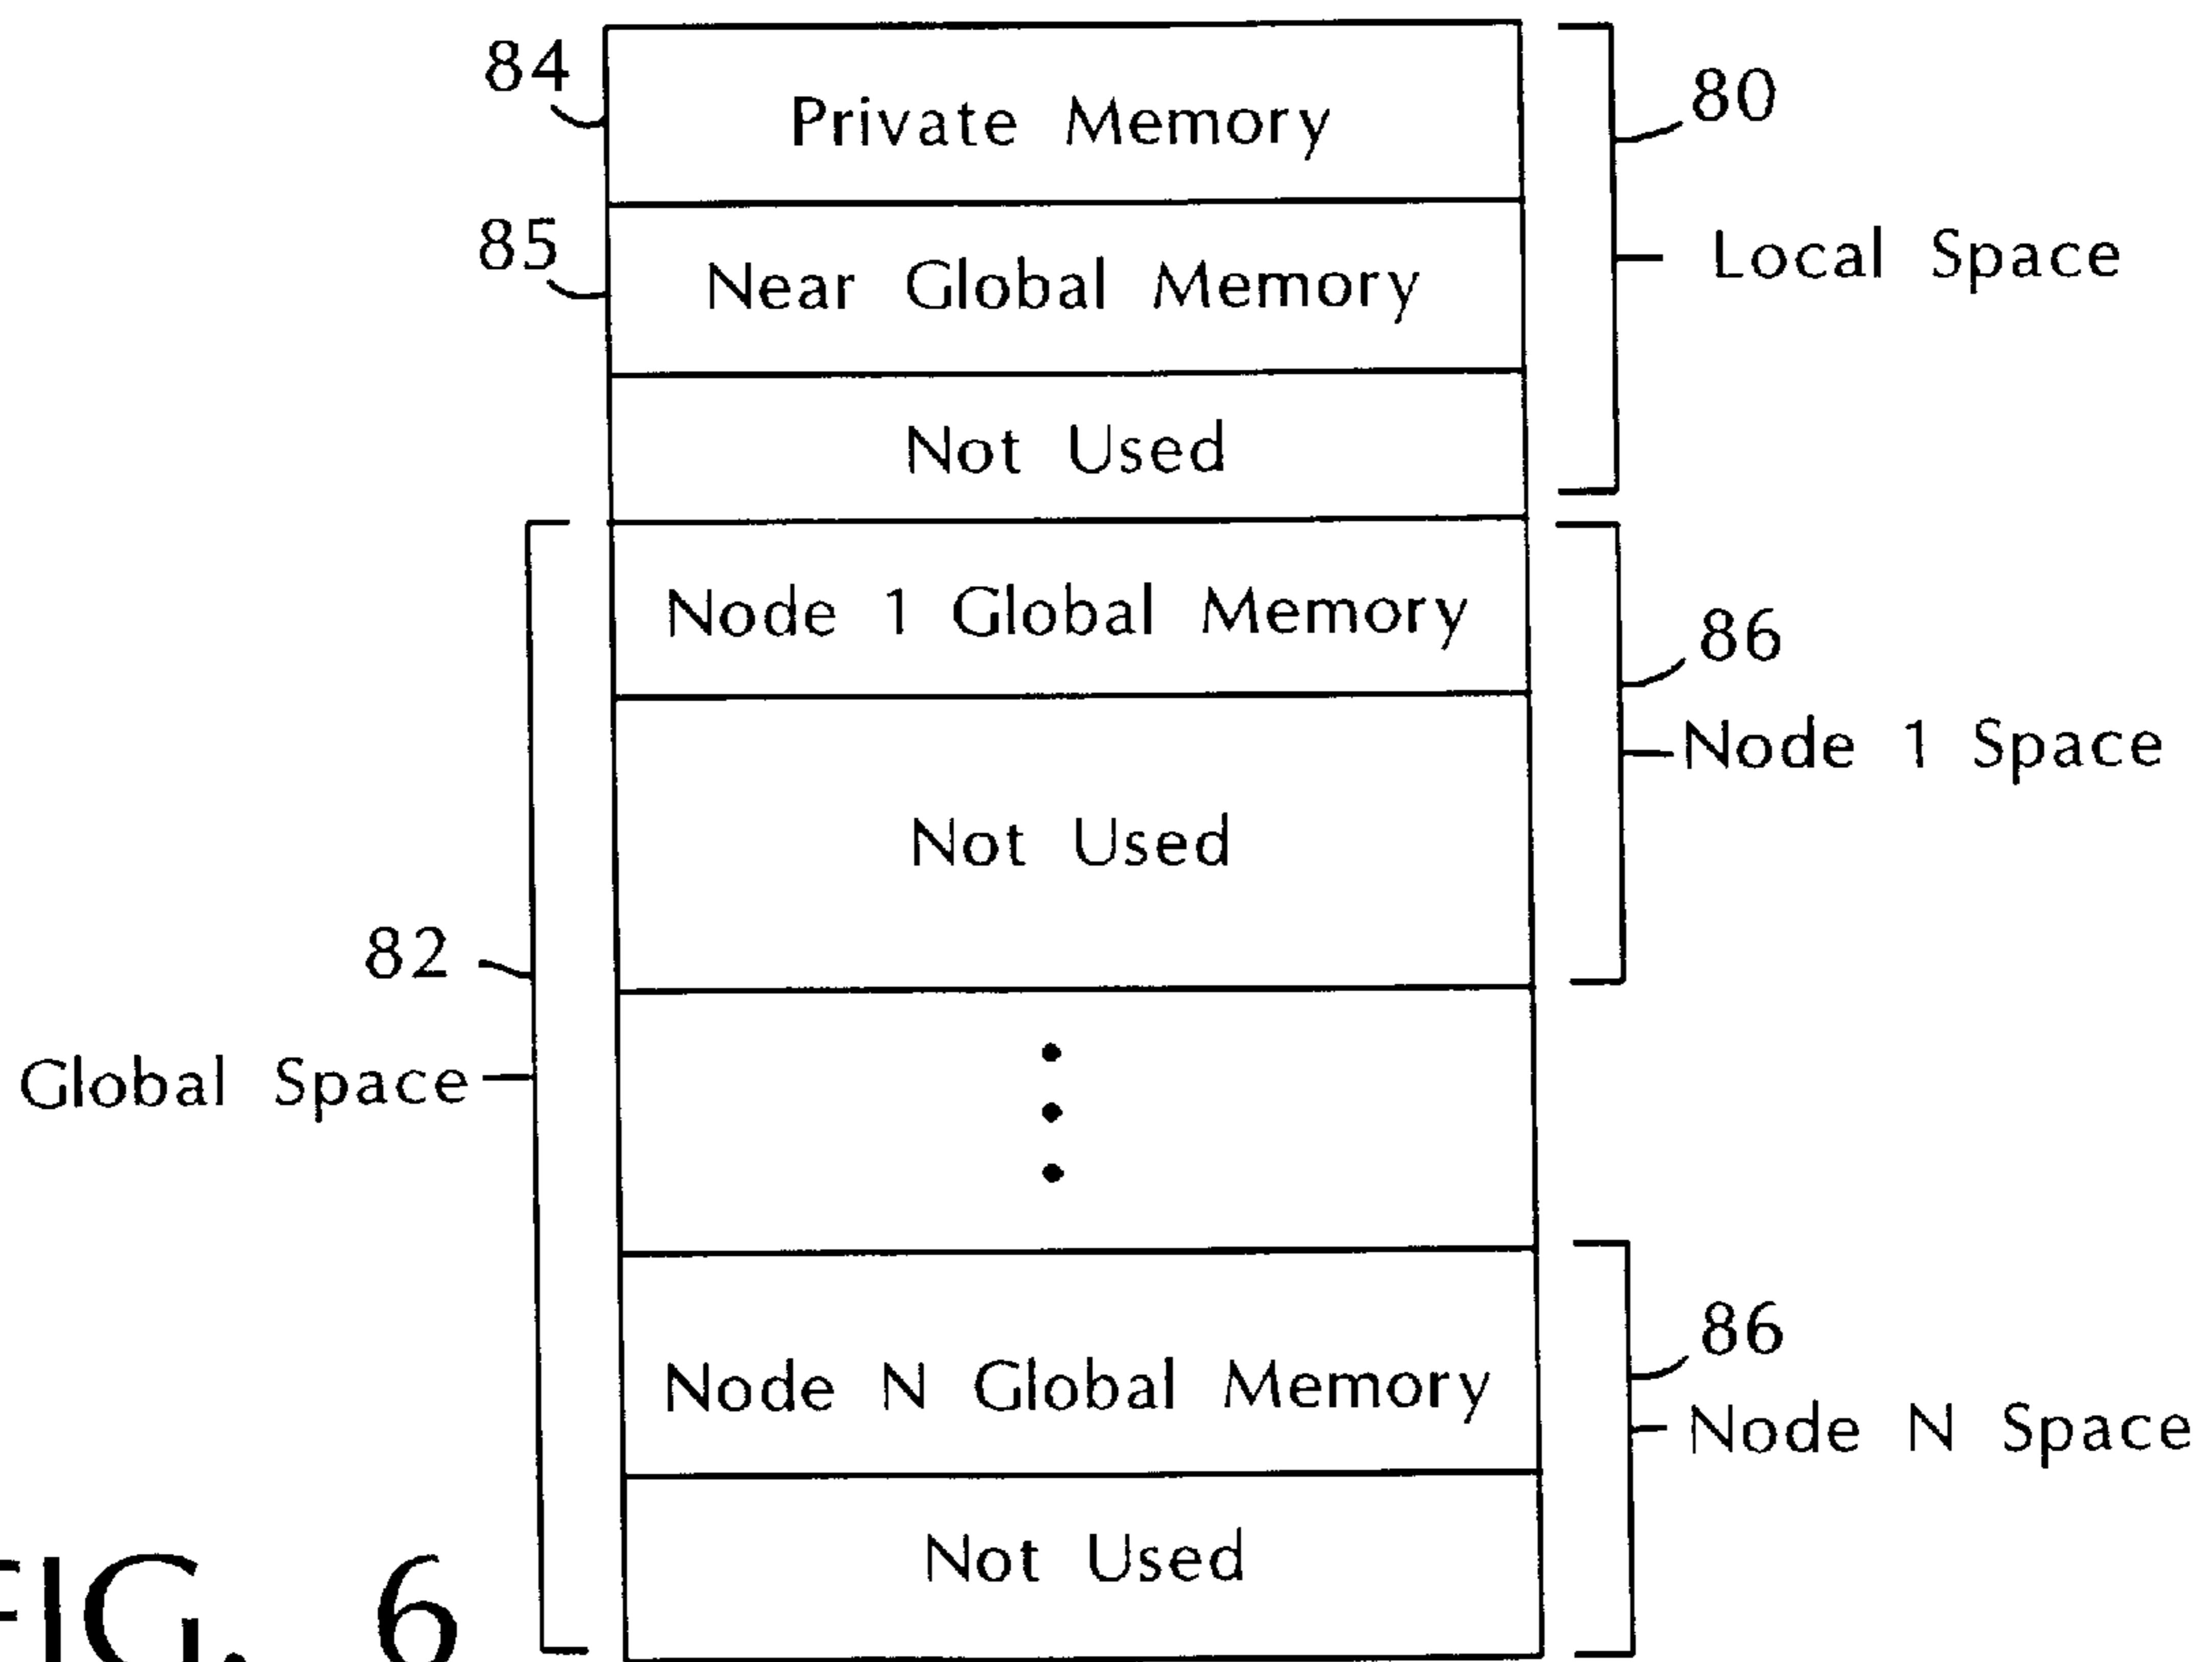 84
Private Memory
80
85
Near Global Memory
Local Space
Not Used
Node 1 Global Memory
86
Node 1 Space
Not Used
82
Global Space
Node N Global Memory
86
Node N Space
Not Used
FIG. 6